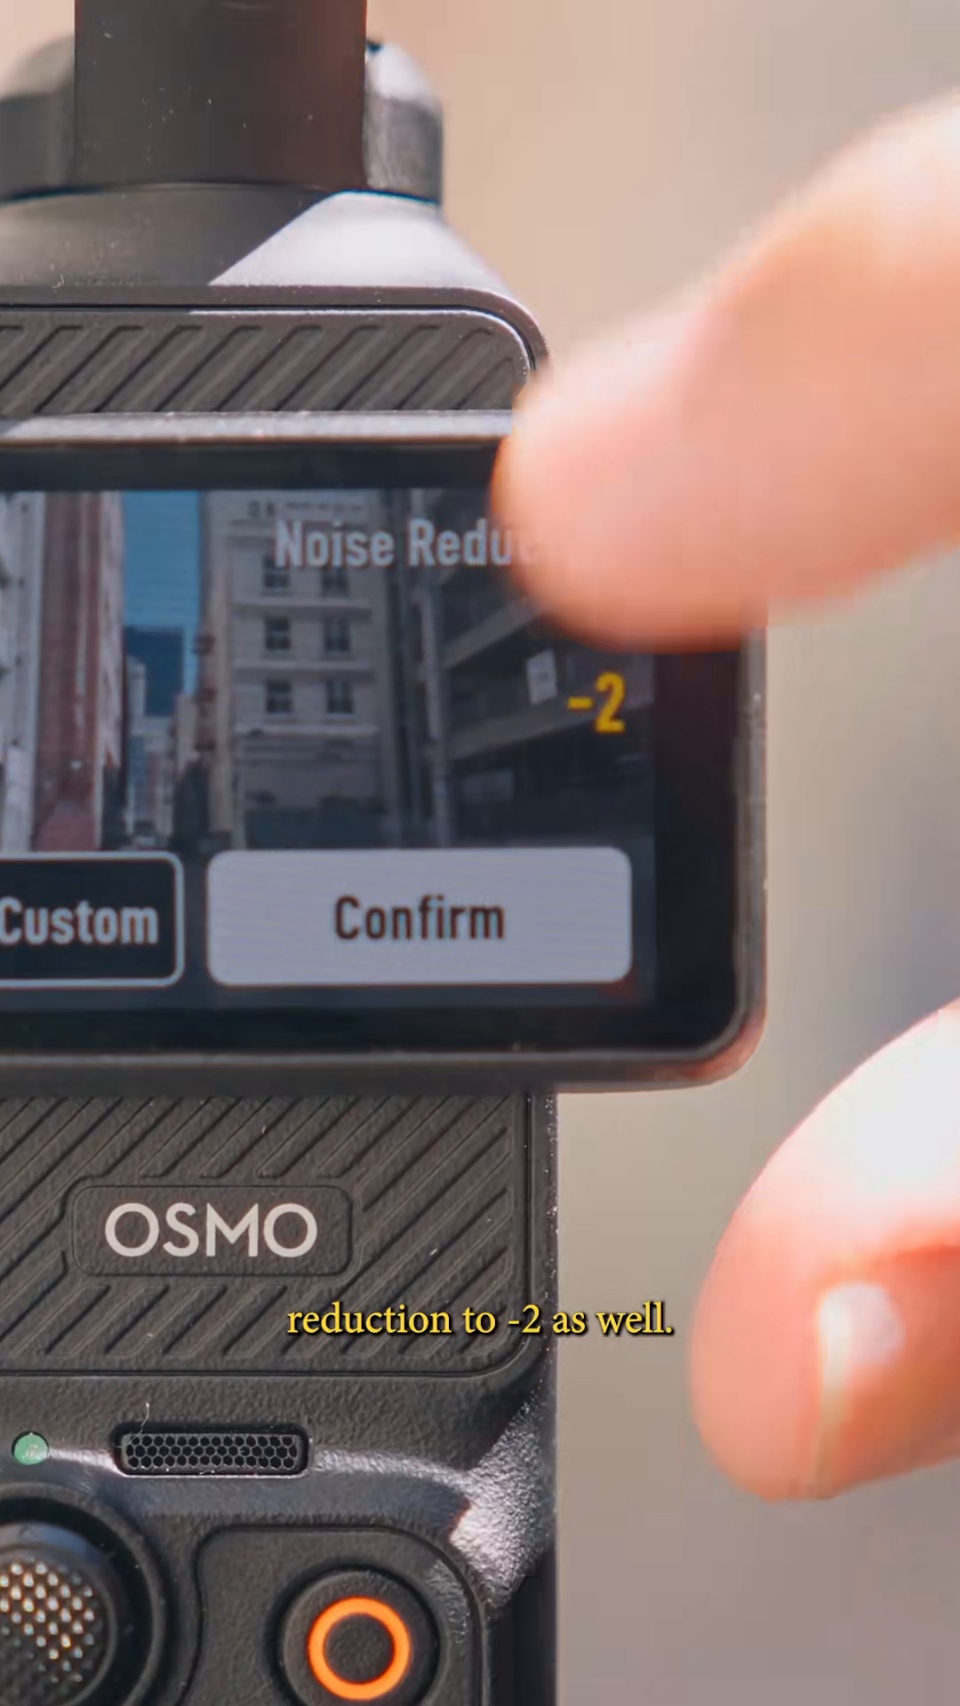 Noise Redu
-2
Custom
Confirm
OSMO
reduction to -2 as well.